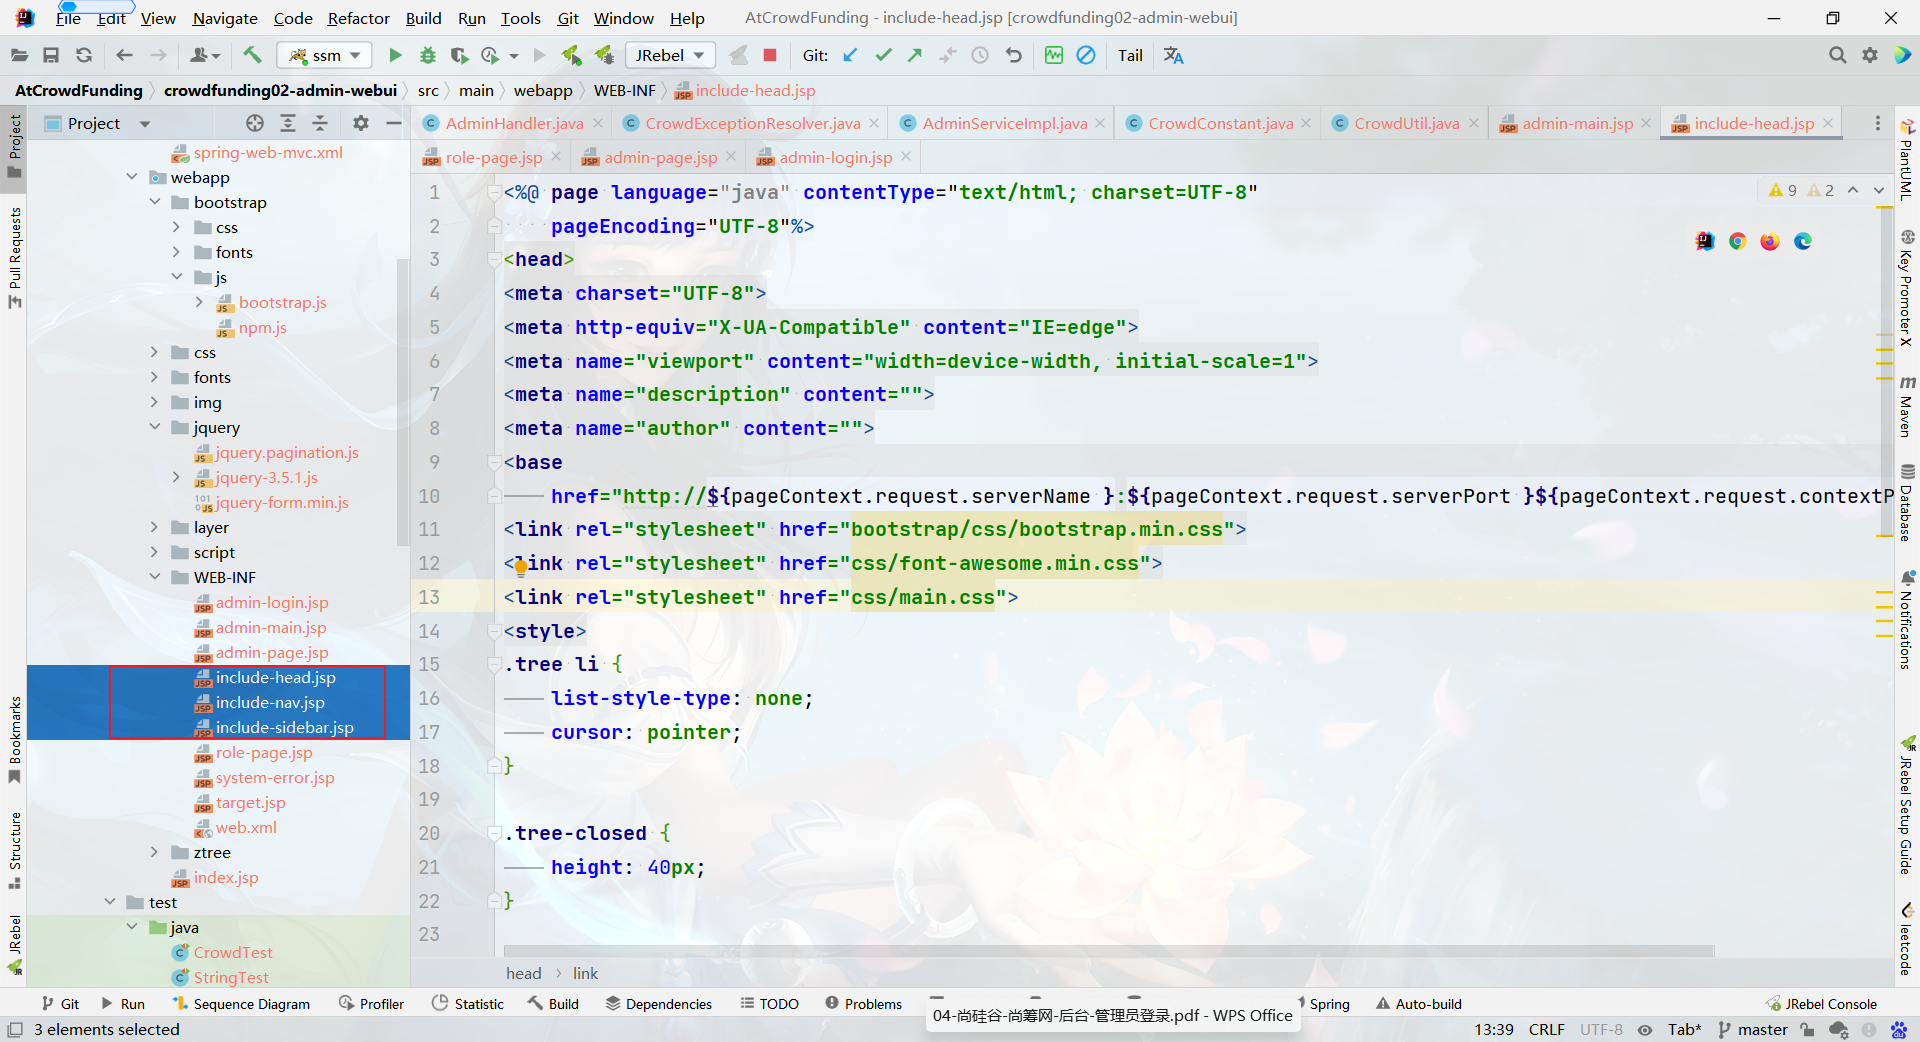 File Edit View Navigate Code Refactor Build Run Tools Git Window Help AtCrowdFunding - include-head.jsp [crowdfunding02-admin-webui]
ssm JRebel Git: Tail
AtCrowdFunding crowdfunding02-admin-webui src main webapp WEB-INF include-head.jsp
Project
AdminHandler.java CrowdExceptionResolver.java AdminServiceImpl.java CrowdConstant.java CrowdUtil.java admin-main.jsp include-head.jsp
role-page.jsp admin-page.jsp admin-login.jsp
Project
Pull Requests
Bookmarks
Structure
JRebel
spring-web-mvc.xml
webapp
bootstrap
css
fonts
js
bootstrap.js
npm.js
css
fonts
img
jquery
jquery.pagination.js
jquery-3.5.1.js
jquery-form.min.js
layer
script
WEB-INF
admin-login.jsp
admin-main.jsp
admin-page.jsp
include-head.jsp
include-nav.jsp
include-sidebar.jsp
role-page.jsp
system-error.jsp
target.jsp
web.xml
ztree
index.jsp
test
java
CrowdTest
StringTest
9 2
1 <%@ page language="java" contentType="text/html; charset=UTF-8"
2 pageEncoding="UTF-8"%>
3 <head>
4 <meta charset="UTF-8">
5 <meta http-equiv="X-UA-Compatible" content="IE=edge">
6 <meta name="viewport" content="width=device-width, initial-scale=1">
7 <meta name="description" content="">
8 <meta name="author" content="">
9 <base
10 href="http://${pageContext.request.serverName }:${pageContext.request.serverPort }${pageContext.request.contextP
11 <link rel="stylesheet" href="bootstrap/css/bootstrap.min.css">
12 <link rel="stylesheet" href="css/font-awesome.min.css">
13 <link rel="stylesheet" href="css/main.css">
14 <style>
15 .tree li {
16 list-style-type: none;
17 cursor: pointer;
18 }
19
20 .tree-closed {
21 height: 40px;
22 }
23
head link
PlantUML
Key Promoter X
Maven
Database
Notifications
JRebel Setup Guide
leetcode
Git Run Sequence Diagram Profiler Statistic Build Dependencies TODO Problems Spring Auto-build JRebel Console
04-尚硅谷-尚筹网-后台-管理员登录.pdf - WPS Office
3 elements selected 13:39 CRLF UTF-8 Tab* master